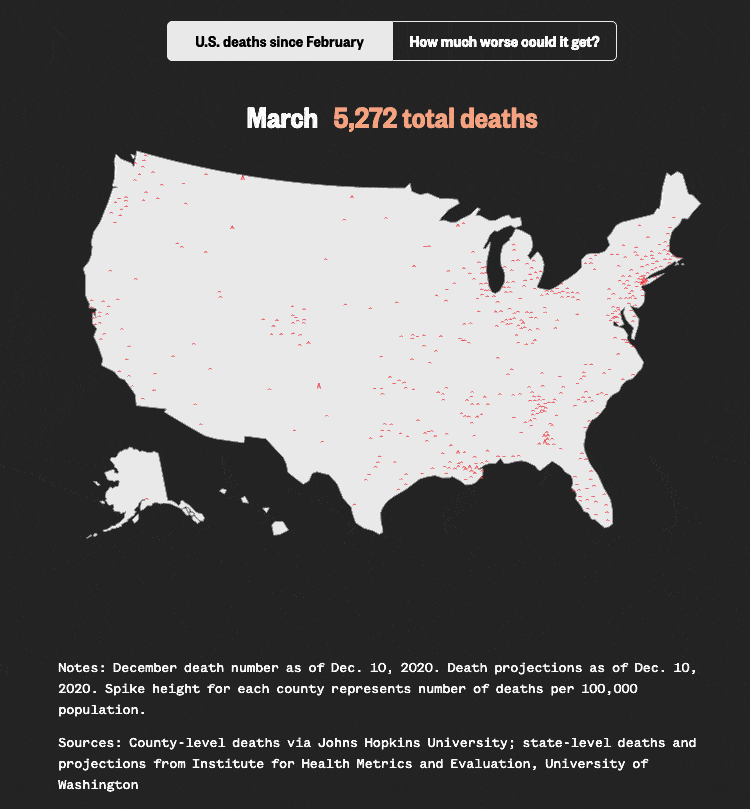 U.S. deaths since February
How much worse could it get?
March 5,272 total deaths
Notes: December death number as of Dec. 10, 2020. Death projections as of Dec. 10,
2020. Spike height for each county represents number of deaths per 100,000
population.
Sources: County-level deaths via Johns Hopkins University; state-level deaths and
projections from Institute for Health Metrics and Evaluation, University of
Washington